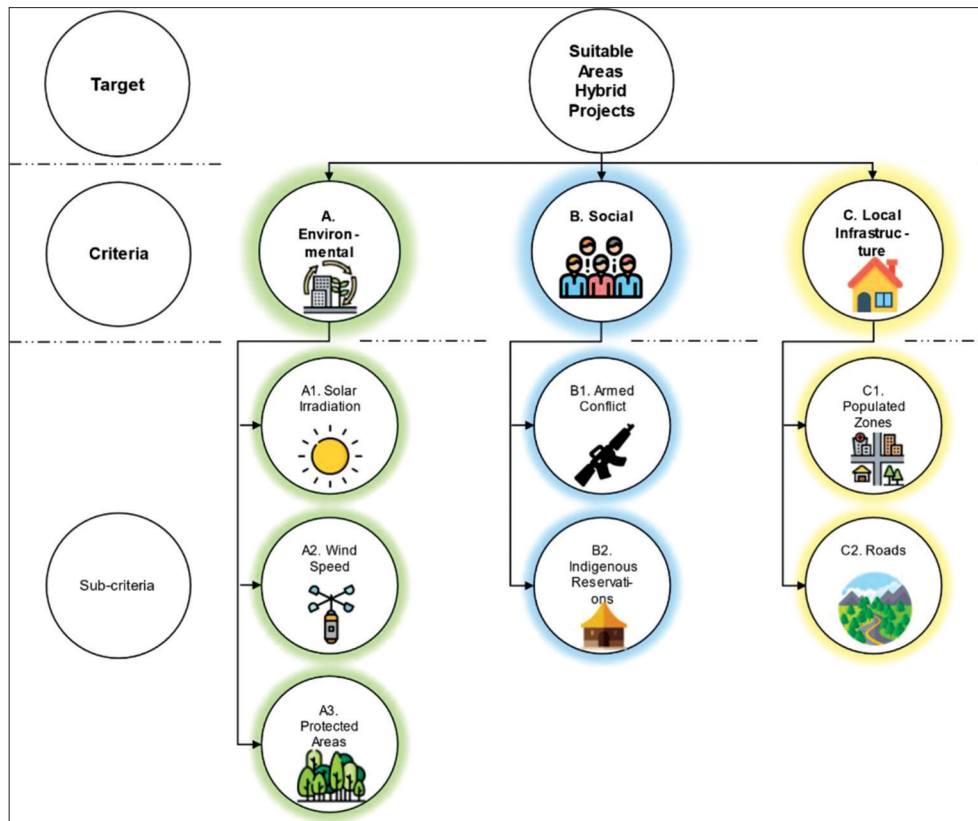 Target
Suitable
Areas
Hybrid
Projects
Criteria
A.
Environ-
mental
B. Social
C. Local
Infrastruc-
ture
Sub-criteria
A1. Solar
Irradiation
B1. Armed
Conflict
C1.
Populated
Zones
A2. Wind
Speed
B2.
Indigenous
Reservati-
ons
C2. Roads
A3.
Protected
Areas